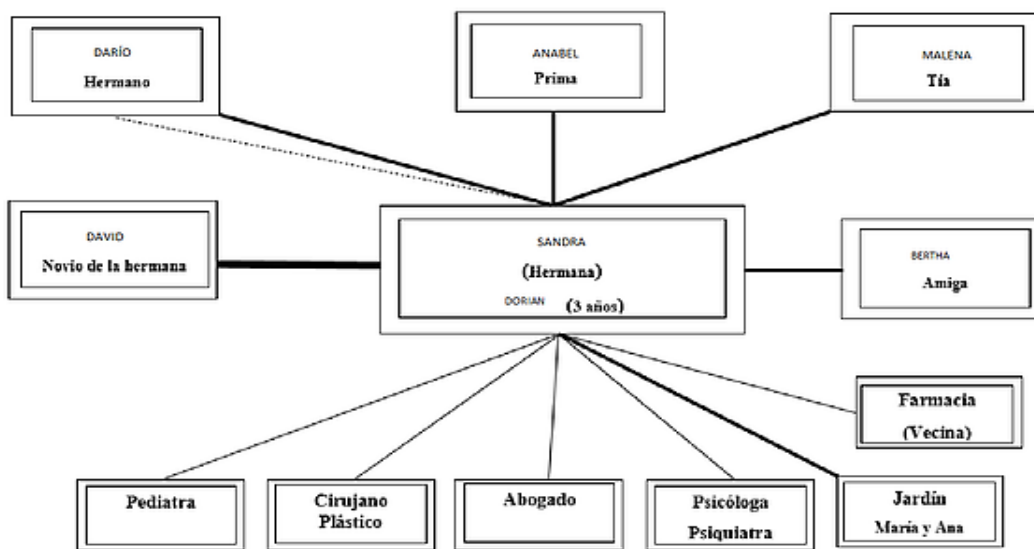 DARÍO
Hermano
ANABEL
Prima
MALENA
Tía
DAVID
Novio de la hermana
SANDRA
(Hermana)
DORIAN (3 años)
BERTHA
Amiga
Farmacia
(Vecina)
Pediatra
Cirujano
Plástico
Abogado
Psicóloga
Psiquiatra
Jardín
María y Ana